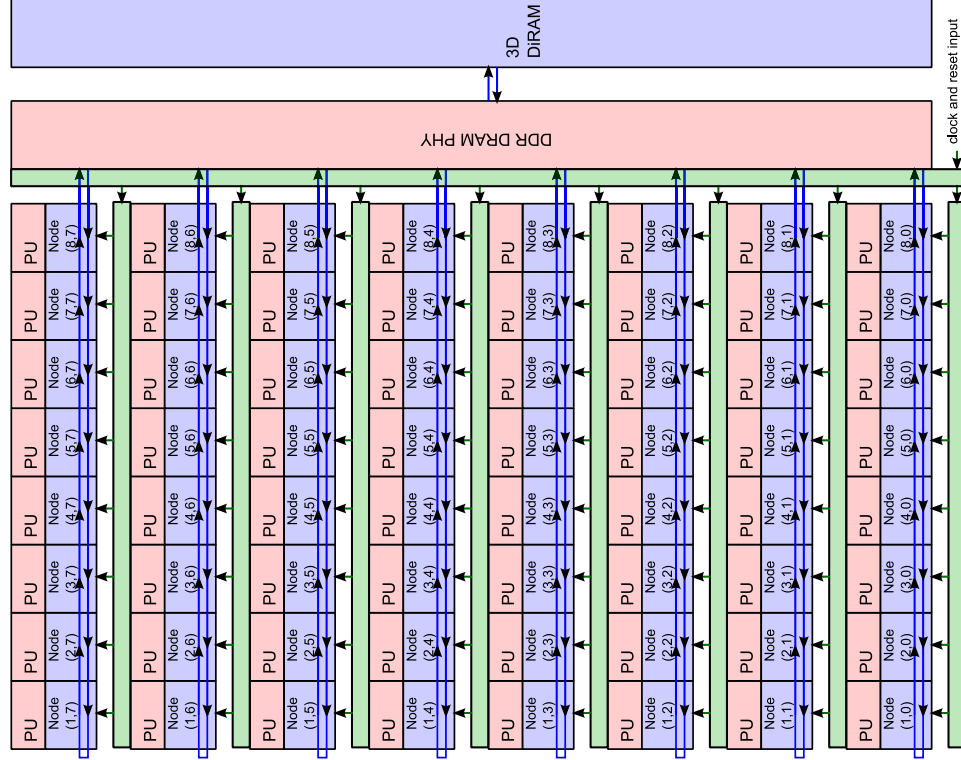 3D
DiRAM
DDR DRAM PHY
clock and reset input
PU
Node
(8,7)
PU
Node
(8,6)
PU
Node
(8,5)
PU
Node
(8,4)
PU
Node
(8,3)
PU
Node
(8,2)
PU
Node
(8,1)
PU
Node
(8,0)
PU
Node
(7,7)
PU
Node
(7,6)
PU
Node
(7,5)
PU
Node
(7,4)
PU
Node
(7,3)
PU
Node
(7,2)
PU
Node
(7,1)
PU
Node
(7,0)
PU
Node
(6,7)
PU
Node
(6,6)
PU
Node
(6,5)
PU
Node
(6,4)
PU
Node
(6,3)
PU
Node
(6,2)
PU
Node
(6,1)
PU
Node
(6,0)
PU
Node
(5,7)
PU
Node
(5,6)
PU
Node
(5,5)
PU
Node
(5,4)
PU
Node
(5,3)
PU
Node
(5,2)
PU
Node
(5,1)
PU
Node
(5,0)
PU
Node
(4,7)
PU
Node
(4,6)
PU
Node
(4,5)
PU
Node
(4,4)
PU
Node
(4,3)
PU
Node
(4,2)
PU
Node
(4,1)
PU
Node
(4,0)
PU
Node
(3,7)
PU
Node
(3,6)
PU
Node
(3,5)
PU
Node
(3,4)
PU
Node
(3,3)
PU
Node
(3,2)
PU
Node
(3,1)
PU
Node
(3,0)
PU
Node
(2,7)
PU
Node
(2,6)
PU
Node
(2,5)
PU
Node
(2,4)
PU
Node
(2,3)
PU
Node
(2,2)
PU
Node
(2,1)
PU
Node
(2,0)
PU
Node
(1,7)
PU
Node
(1,6)
PU
Node
(1,5)
PU
Node
(1,4)
PU
Node
(1,3)
PU
Node
(1,2)
PU
Node
(1,1)
PU
Node
(1,0)